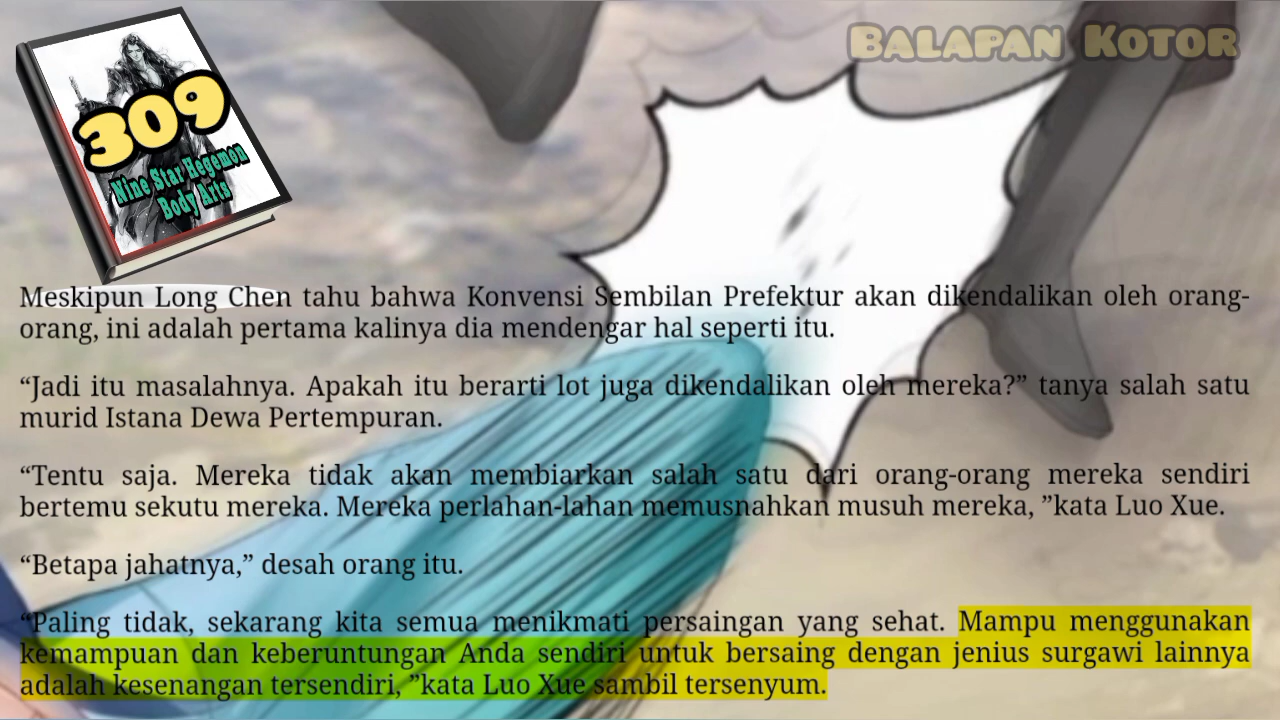 Balapan Kotor
309
Nine Star Hegemon
Body Arts
Meskipun Long Chen tahu bahwa Konvensi Sembilan Prefektur akan dikendalikan oleh orang-
orang, ini adalah pertama kalinya dia mendengar hal seperti itu.
“Jadi itu masalahnya. Apakah itu berarti lot juga dikendalikan oleh mereka?” tanya salah satu
murid Istana Dewa Pertempuran.
“Tentu saja. Mereka tidak akan membiarkan salah satu dari orang-orang mereka sendiri
bertemu sekutu mereka. Mereka perlahan-lahan memusnahkan musuh mereka, ”kata Luo Xue.
“Betapa jahatnya,” desah orang itu.
“Paling tidak, sekarang kita semua menikmati persaingan yang sehat. Mampu menggunakan
kemampuan dan keberuntungan Anda sendiri untuk bersaing dengan jenius surgawi lainnya
adalah kesenangan tersendiri, ”kata Luo Xue sambil tersenyum.